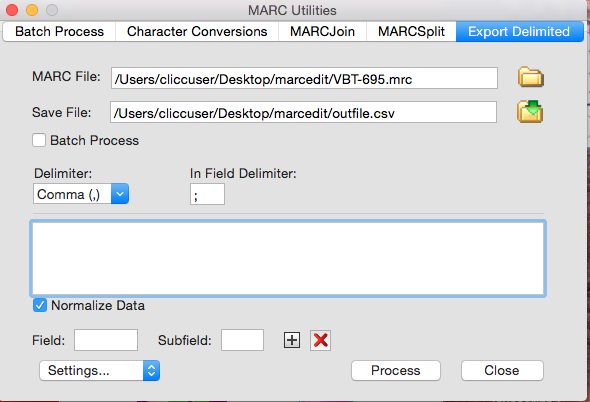 MARC Utilities
Batch Process Character Conversions MARCJoin MARCSplit Export Delimited
MARC File: /Users/cliccuser/Desktop/marcedit/VBT-695.mrc
Save File: /Users/cliccuser/Desktop/marcedit/outfile.csv
Batch Process
Delimiter: In Field Delimiter:
Comma (,) ;
Normalize Data
Field: Subfield:
Settings... Process Close